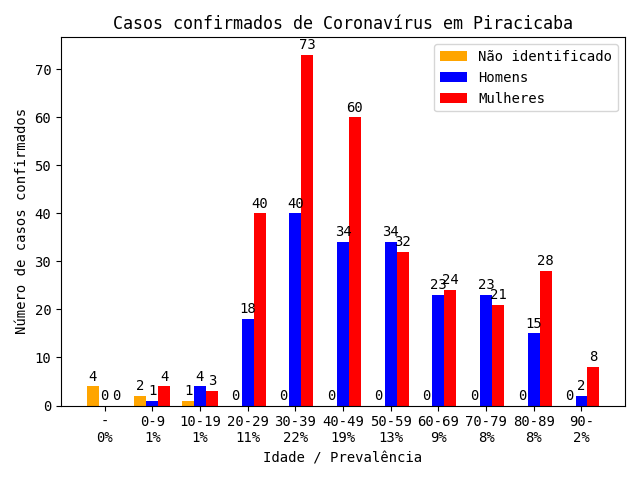 Casos confirmados de Coronavírus em Piracicaba
Não identificado
Homens
Mulheres
Número de casos confirmados
70
60
50
40
30
20
10
0
4 0 0
2 1 4
1 4 3
0 18 40
0 40 73
0 34 60
0 34 32
0 23 24
0 23 21
0 15 28
0 2 8
- 0-9 10-19 20-29 30-39 40-49 50-59 60-69 70-79 80-89 90-
0% 1% 1% 11% 22% 19% 13% 9% 8% 8% 2%
Idade / Prevalência